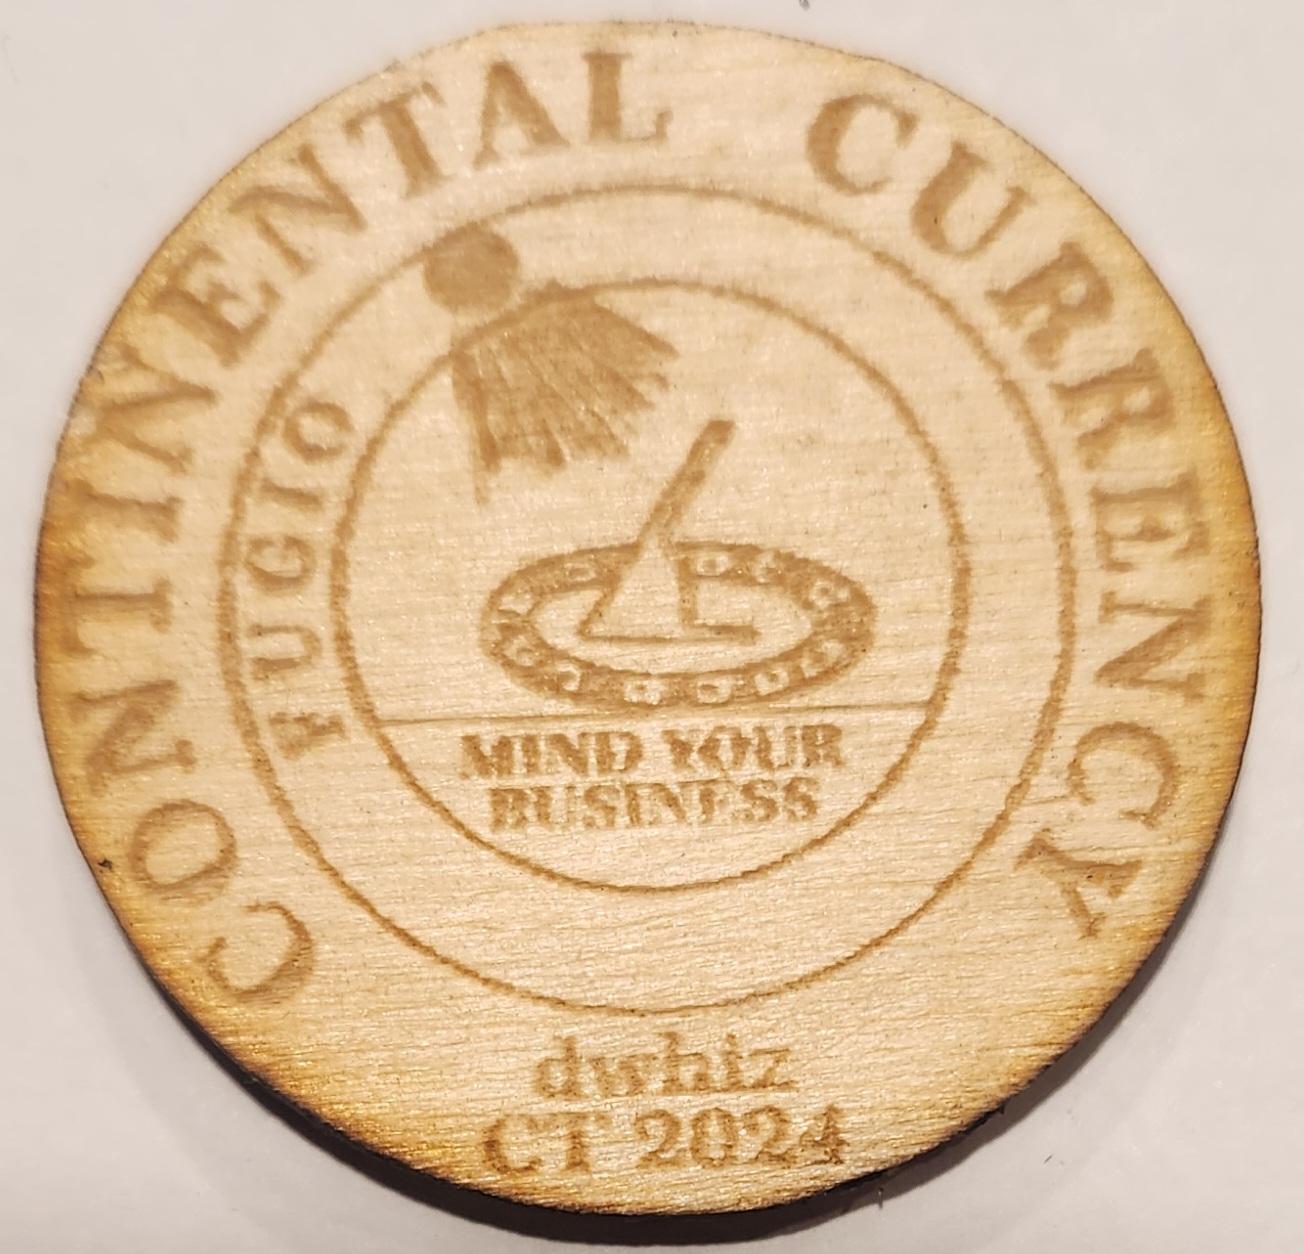 CONTINENTAL CURRENCY
FUGIO
MIND YOUR
BUSINESS
dwhiz
CT 2024